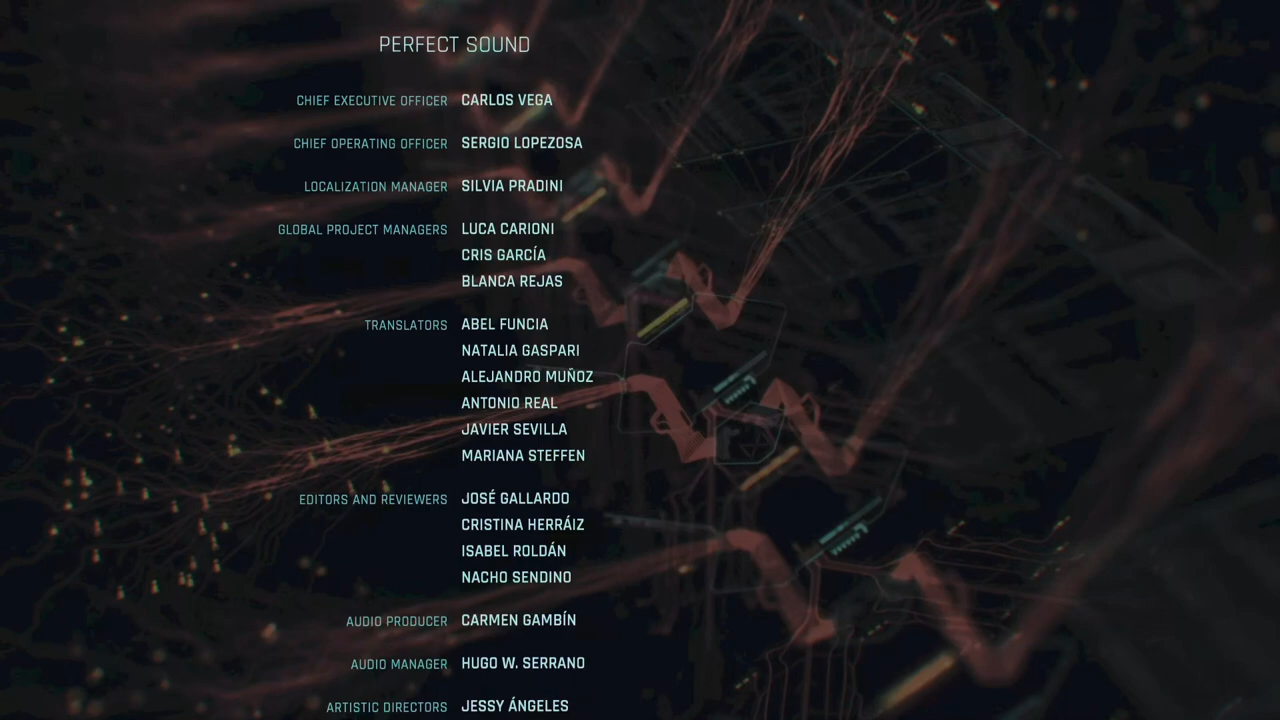 PERFECT SOUND
CHIEF EXECUTIVE OFFICER CARLOS VEGA
CHIEF OPERATING OFFICER SERGIO LOPEZOSA
LOCALIZATION MANAGER SILVIA PRADINI
GLOBAL PROJECT MANAGERS LUCA CARIONI
CRIS GARCÍA
BLANCA REJAS
TRANSLATORS ABEL FUNCIA
NATALIA GASPARI
ALEJANDRO MUÑOZ
ANTONIO REAL
JAVIER SEVILLA
MARIANA STEFFEN
EDITORS AND REVIEWERS JOSÉ GALLARDO
CRISTINA HERRÁIZ
ISABEL ROLDÁN
NACHO SENDINO
AUDIO PRODUCER CARMEN GAMBÍN
AUDIO MANAGER HUGO W. SERRANO
ARTISTIC DIRECTORS JESSY ÁNGELES